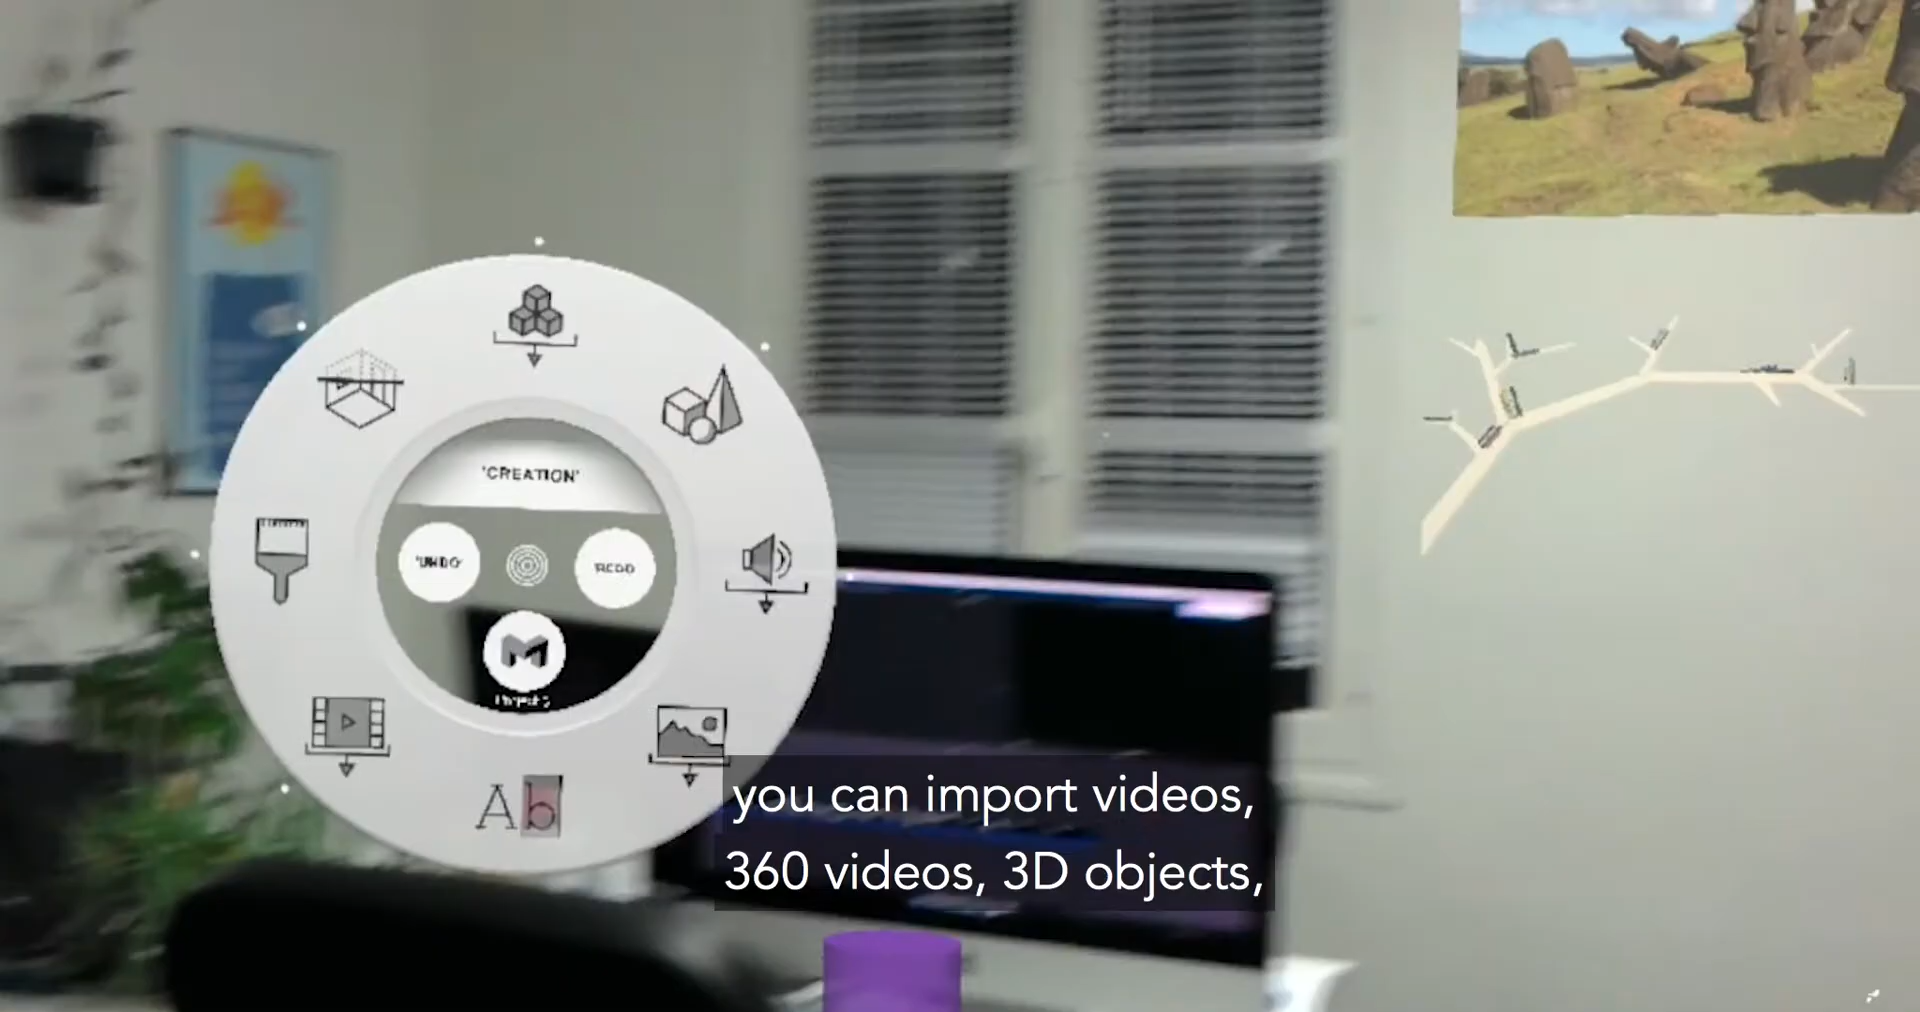 'CREATION'
'UNDO'
'REDO'
Ab
you can import videos,
360 videos, 3D objects,